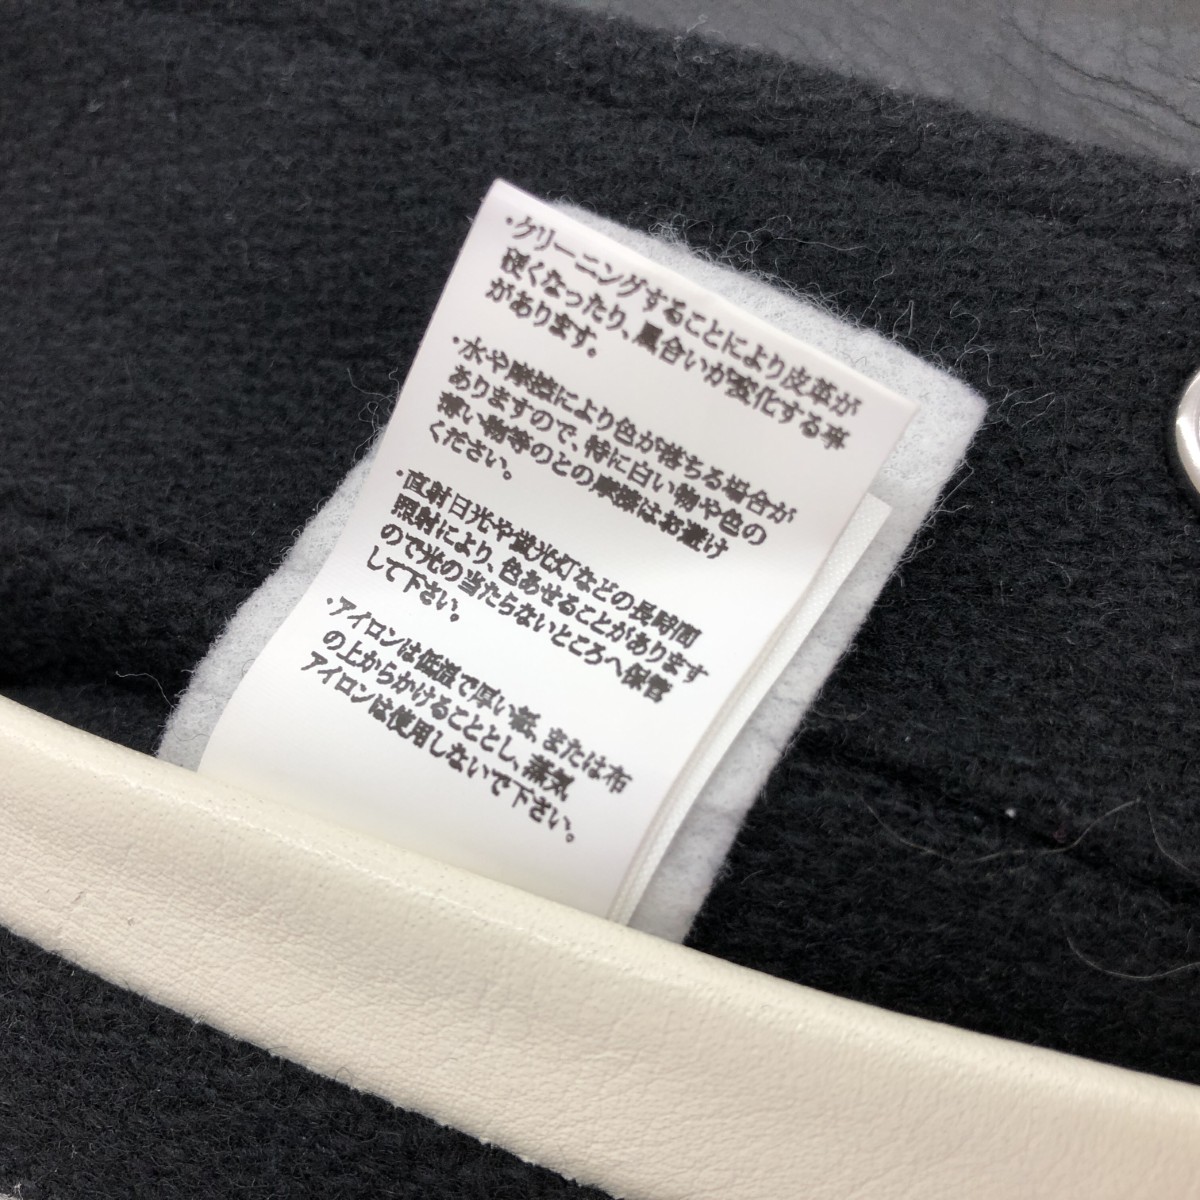 ・クリーニングすることにより皮革が
硬くなったり、風合いが変化する事
があります。
・水や摩擦により色が落ちる場合が
ありますので、特に白い物や色の
薄い物等のとの摩擦はお避け
ください。
・直射日光や蛍光灯などの長時間
照射により、色あせることがあります
ので光の当たらないところへ保管
して下さい。
・アイロンは低温で厚い紙、または布
の上からかけることとし、蒸気
アイロンは使用しないで下さい。